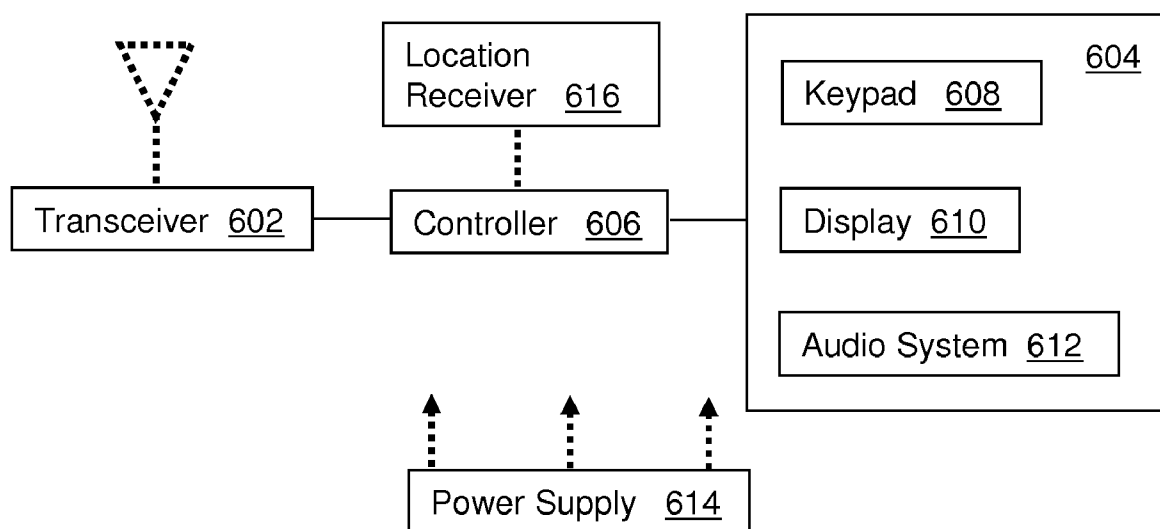 Location
Receiver 616
604
Keypad 608
Transceiver 602
Controller 606
Display 610
Audio System 612
Power Supply 614